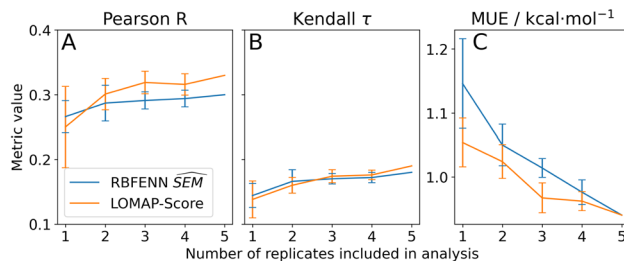 Pearson R
Kendall τ
MUE / kcal·mol⁻¹
A
B
C
Metric value
0.4
0.3
0.2
0.1
1.2
1.1
1.0
RBFENN \widehat{SEM}
LOMAP-Score
1 2 3 4 5
1 2 3 4 5
1 2 3 4 5
Number of replicates included in analysis